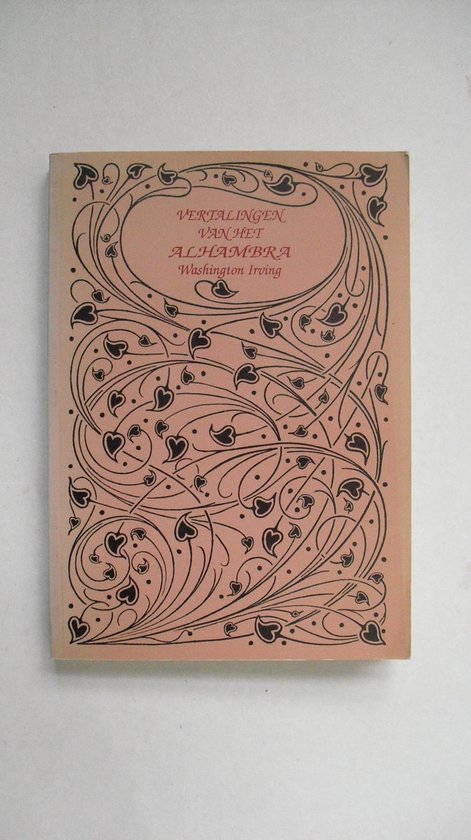 VERTALINGEN
VAN HET
ALHAMBRA
Washington Irving